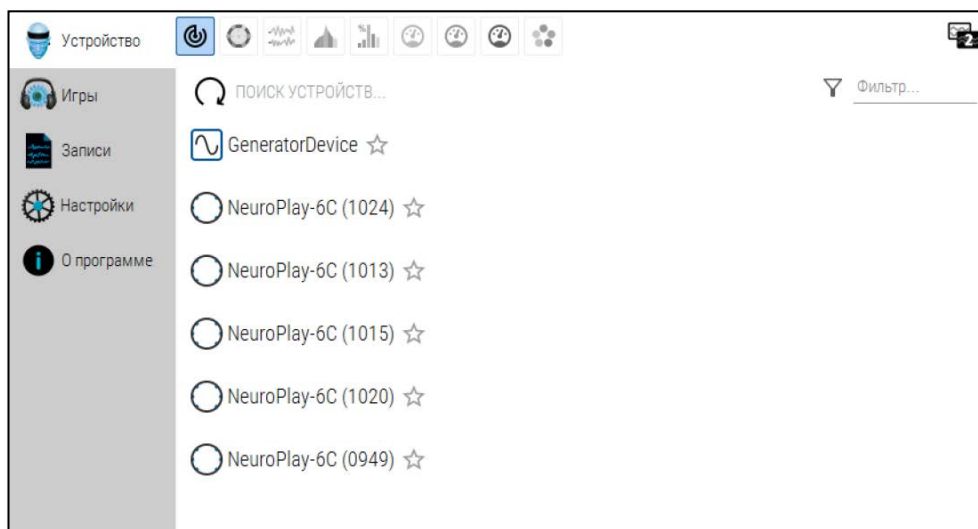 Устройство
Игры
Записи
Настройки
О программе
ПОИСК УСТРОЙСТВ...
Фильтр...
GeneratorDevice
NeuroPlay-6C (1024)
NeuroPlay-6C (1013)
NeuroPlay-6C (1015)
NeuroPlay-6C (1020)
NeuroPlay-6C (0949)
2